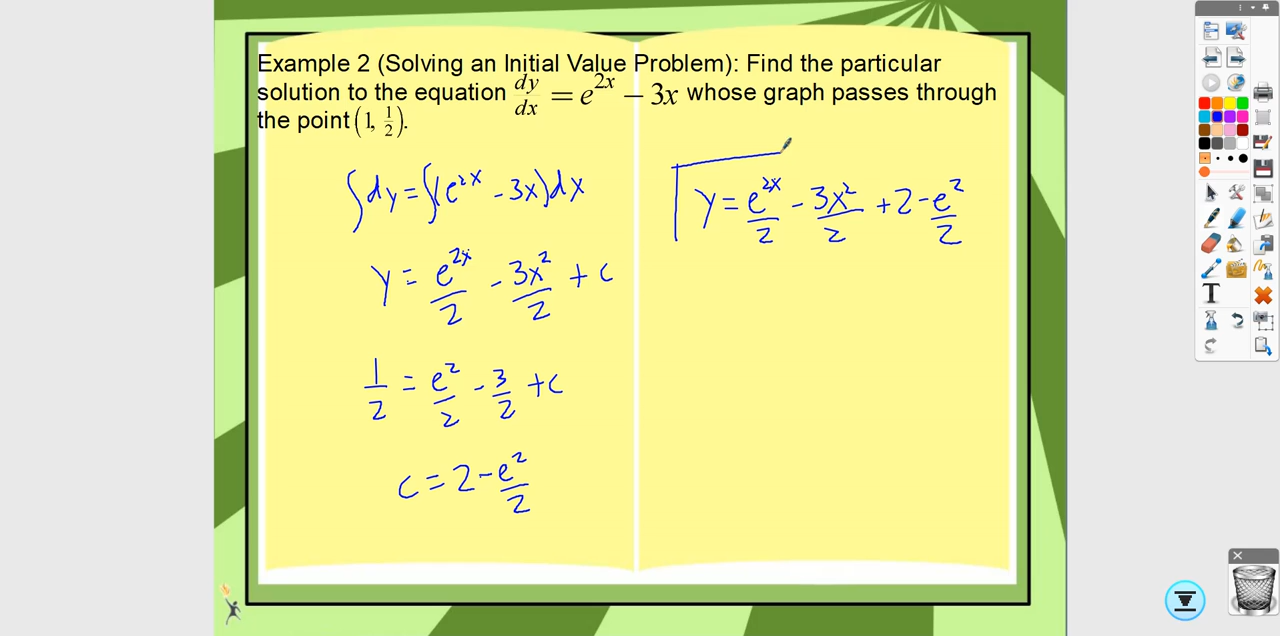 Example 2 (Solving an Initial Value Problem): Find the particular
solution to the equation dy/dx = e^{2x} − 3x whose graph passes through
the point (1, 1/2).
∫dy = ∫(e^{2x} - 3x)dx
y = e^{2x}/2 - 3x²/2 + c
1/2 = e²/2 - 3/2 + c
c = 2 - e²/2
y = e^{2x}/2 - 3x²/2 + 2 - e²/2
T